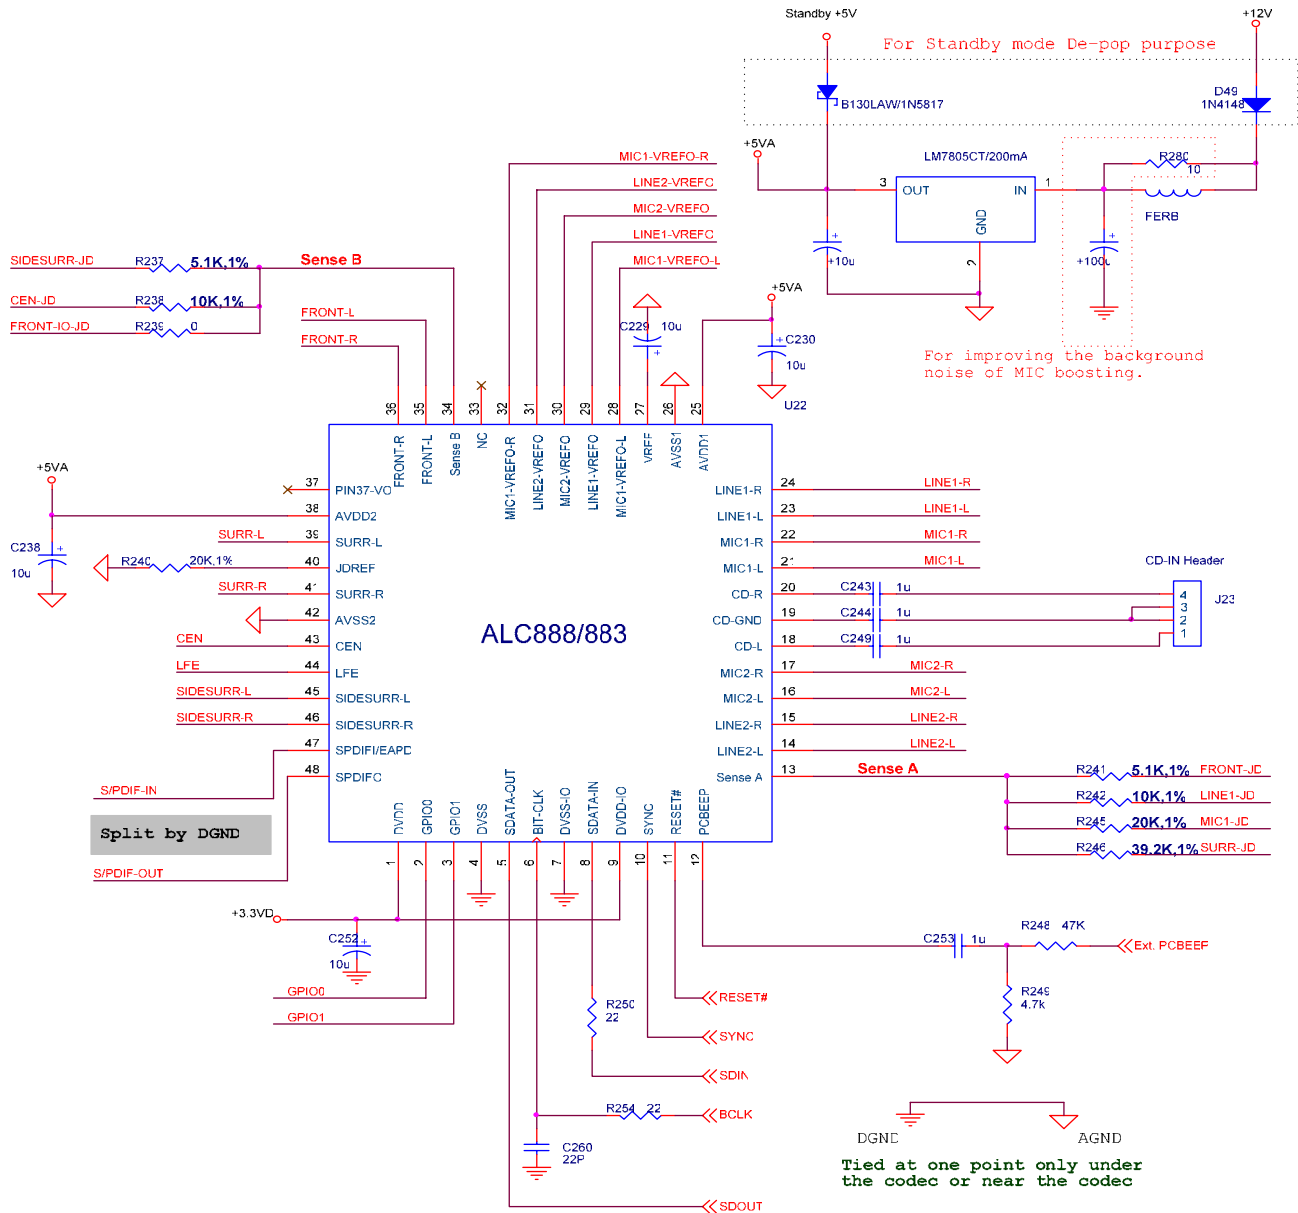 Standby +5V
+12V
For Standby mode De-pop purpose
D49
1N4148
B130LAW/1N5817
+5VA
LM7805CT/200mA
R280
10
3
OUT
IN
1
GND
2
FERB
+10u
+100u
For improving the background
noise of MIC boosting.
MIC1-VREFO-R
LINE2-VREFO
MIC2-VREFO
LINE1-VREFO
MIC1-VREFO-L
SIDESURR-JD
R237
5.1K,1%
Sense B
CEN-JD
R238
10K,1%
FRONT-IO-JD
R239
0
FRONT-L
FRONT-R
C229
10u
+5VA
C230
10u
U22
36
35
34
33
32
31
30
29
28
27
26
25
FRONT-R
FRONT-L
Sense B
NC
MIC1-VREFO-R
LINE2-VREFO
MIC2-VREFO
LINE1-VREFO
MIC1-VREFO-L
VREF
AVSS1
AVDD1
+5VA
C238
10u
37
PIN37-VO
38
AVDD2
SURR-L
39
SURR-L
R240
20K,1%
40
JDREF
SURR-R
41
SURR-R
42
AVSS2
CEN
43
CEN
LFE
44
LFE
SIDESURR-L
45
SIDESURR-L
SIDESURR-R
46
SIDESURR-R
47
SPDIFI/EAPD
48
SPDIFO
S/PDIF-IN
Split by DGND
S/PDIF-OUT
ALC888/883
LINE1-R
24
LINE1-R
LINE1-L
23
LINE1-L
MIC1-R
22
MIC1-R
MIC1-L
21
MIC1-L
CD-R
20
C243
1u
CD-GND
19
C244
1u
CD-L
18
C249
1u
CD-IN Header
J23
4
3
2
1
MIC2-R
17
MIC2-R
MIC2-L
16
MIC2-L
LINE2-R
15
LINE2-R
LINE2-L
14
LINE2-L
Sense A
13
Sense A
R241
5.1K,1%
FRONT-JD
R242
10K,1%
LINE1-JD
R245
20K,1%
MIC1-JD
R246
39.2K,1%
SURR-JD
DVDD
GPIO0
GPIO1
DVSS
SDATA-OUT
BIT-CLK
DVSS-IO
SDATA-IN
DVDD-IO
SYNC
RESET#
PCBEEP
1
2
3
4
5
6
7
8
9
10
11
12
+3.3VD
C252
10u
GPIO0
GPIO1
C253
1u
R248
47K
Ext. PCBEEP
R249
4.7k
R250
22
RESET#
SYNC
SDIN
R254
22
BCLK
C260
22P
SDOUT
DGND
AGND
Tied at one point only under
the codec or near the codec